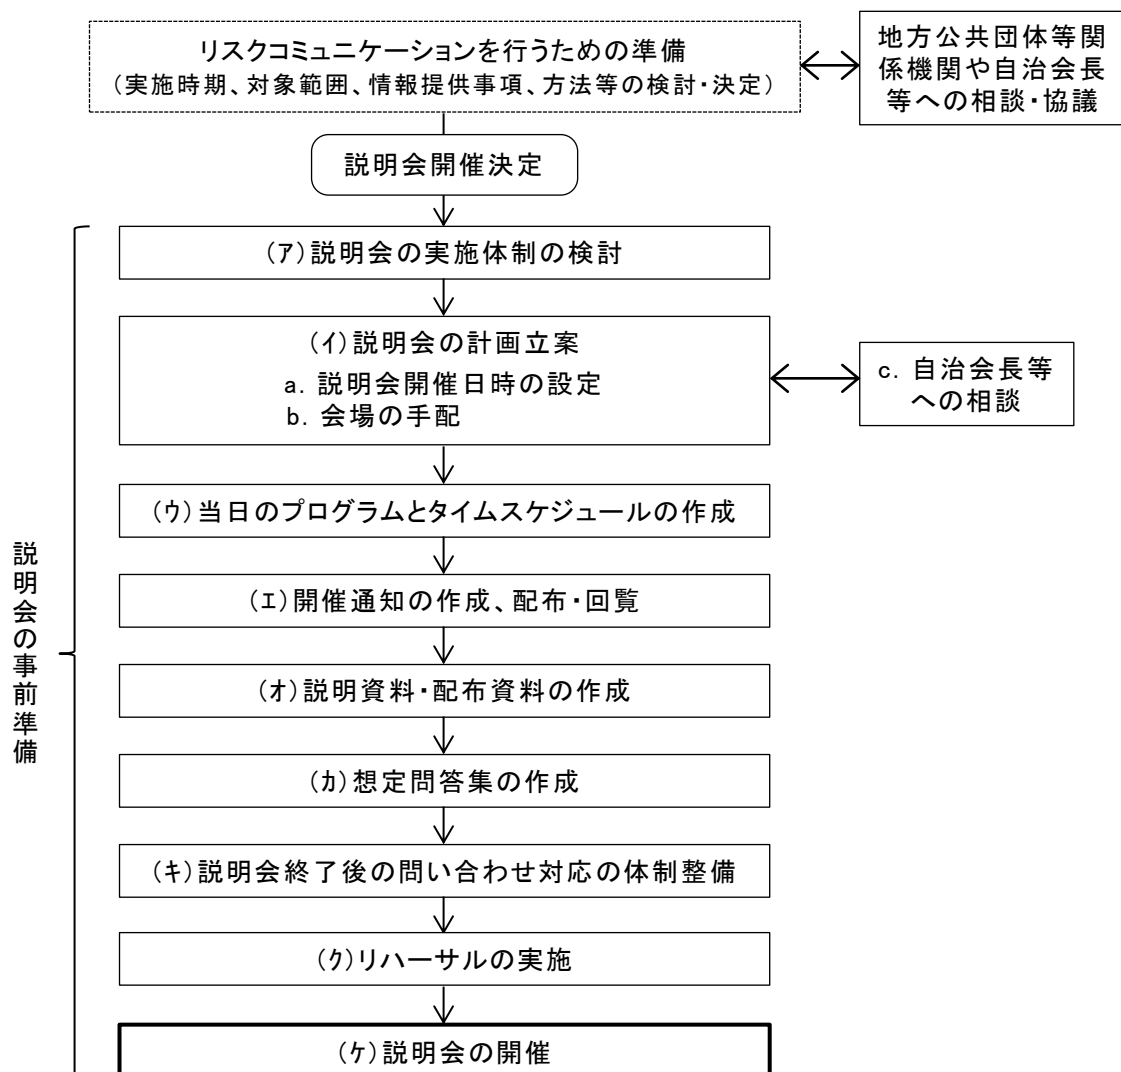 リスクコミュニケーションを行うための準備
（実施時期、対象範囲、情報提供事項、方法等の検討・決定）
地方公共団体等関
係機関や自治会長
等への相談・協議
説明会開催決定
(ｱ)説明会の実施体制の検討
(ｲ)説明会の計画立案
a. 説明会開催日時の設定
b. 会場の手配
c. 自治会長等
への相談
(ｳ)当日のプログラムとタイムスケジュールの作成
(ｴ)開催通知の作成、配布・回覧
(ｵ)説明資料・配布資料の作成
(ｶ)想定問答集の作成
(ｷ)説明会終了後の問い合わせ対応の体制整備
(ｸ)リハーサルの実施
(ｹ)説明会の開催
説明会の事前準備